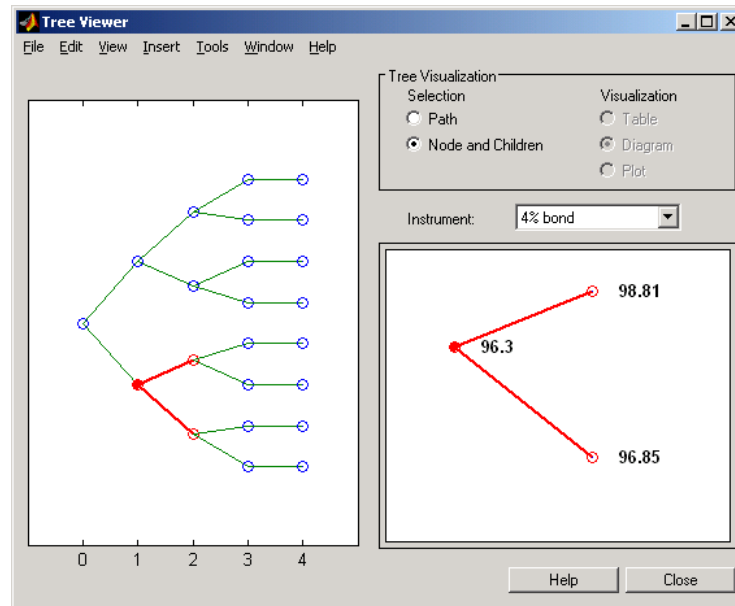 Tree Viewer
File Edit View Insert Tools Window Help
Tree Visualization
Selection
Path
Node and Children
Visualization
Table
Diagram
Plot
Instrument: 4% bond
98.81
96.3
96.85
0 1 2 3 4
Help Close